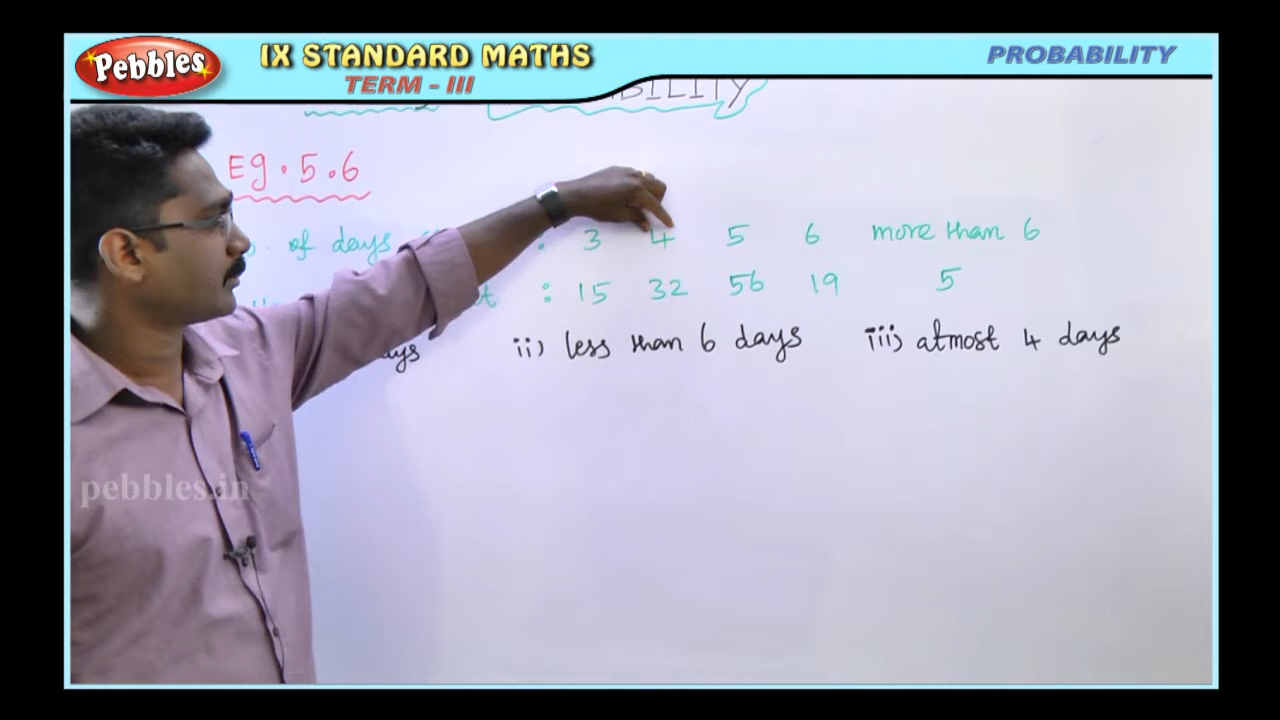 Pebbles
IX STANDARD MATHS
TERM - III
PROBABILITY
Eg. 5.6
of days : 3 4 5 6 more than 6
: 15 32 56 19 5
ii) less than 6 days iii) atmost 4 days
pebbles.in